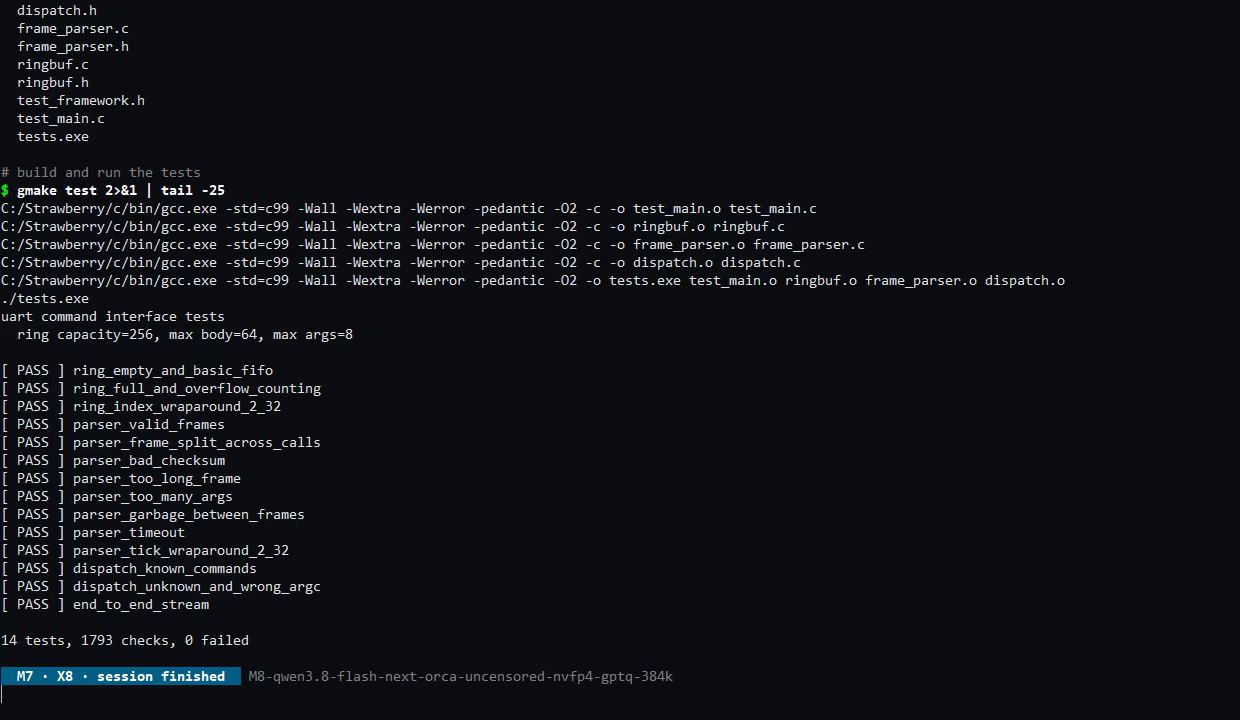 dispatch.h
frame_parser.c
frame_parser.h
ringbuf.c
ringbuf.h
test_framework.h
test_main.c
tests.exe
# build and run the tests
$ gmake test 2>&1 | tail -25
C:/Strawberry/c/bin/gcc.exe -std=c99 -Wall -Wextra -Werror -pedantic -O2 -c -o test_main.o test_main.c
C:/Strawberry/c/bin/gcc.exe -std=c99 -Wall -Wextra -Werror -pedantic -O2 -c -o ringbuf.o ringbuf.c
C:/Strawberry/c/bin/gcc.exe -std=c99 -Wall -Wextra -Werror -pedantic -O2 -c -o frame_parser.o frame_parser.c
C:/Strawberry/c/bin/gcc.exe -std=c99 -Wall -Wextra -Werror -pedantic -O2 -c -o dispatch.o dispatch.c
C:/Strawberry/c/bin/gcc.exe -std=c99 -Wall -Wextra -Werror -pedantic -O2 -o tests.exe test_main.o ringbuf.o frame_parser.o dispatch.o
./tests.exe
uart command interface tests
ring capacity=256, max body=64, max args=8
[ PASS ] ring_empty_and_basic_fifo
[ PASS ] ring_full_and_overflow_counting
[ PASS ] ring_index_wraparound_2_32
[ PASS ] parser_valid_frames
[ PASS ] parser_frame_split_across_calls
[ PASS ] parser_bad_checksum
[ PASS ] parser_too_long_frame
[ PASS ] parser_too_many_args
[ PASS ] parser_garbage_between_frames
[ PASS ] parser_timeout
[ PASS ] parser_tick_wraparound_2_32
[ PASS ] dispatch_known_commands
[ PASS ] dispatch_unknown_and_wrong_argc
[ PASS ] end_to_end_stream
14 tests, 1793 checks, 0 failed
M7 · X8 · session finished M8-qwen3.8-flash-next-orca-uncensored-nvfp4-gptq-384k